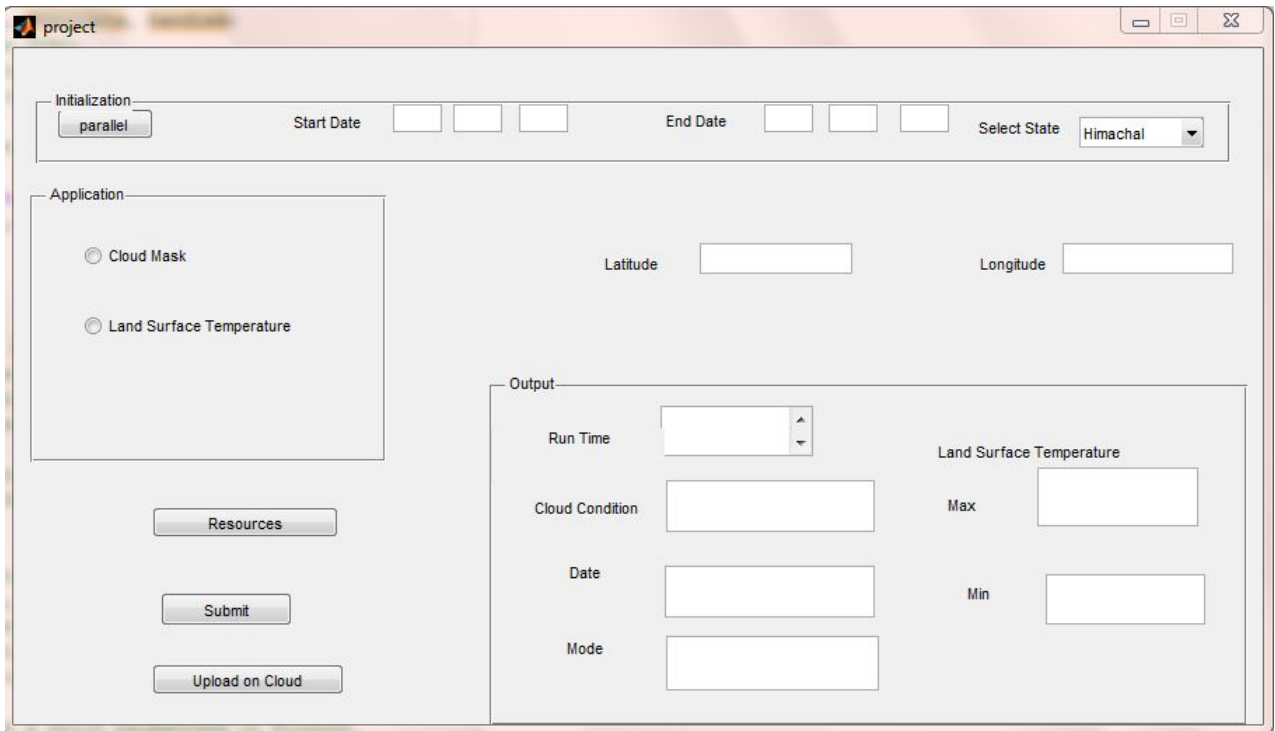 project
Initialization
parallel Start Date End Date Select State Himachal
Application
Cloud Mask
Land Surface Temperature
Latitude Longitude
Output
Run Time
Land Surface Temperature
Cloud Condition
Max
Date
Min
Mode
Resources
Submit
Upload on Cloud